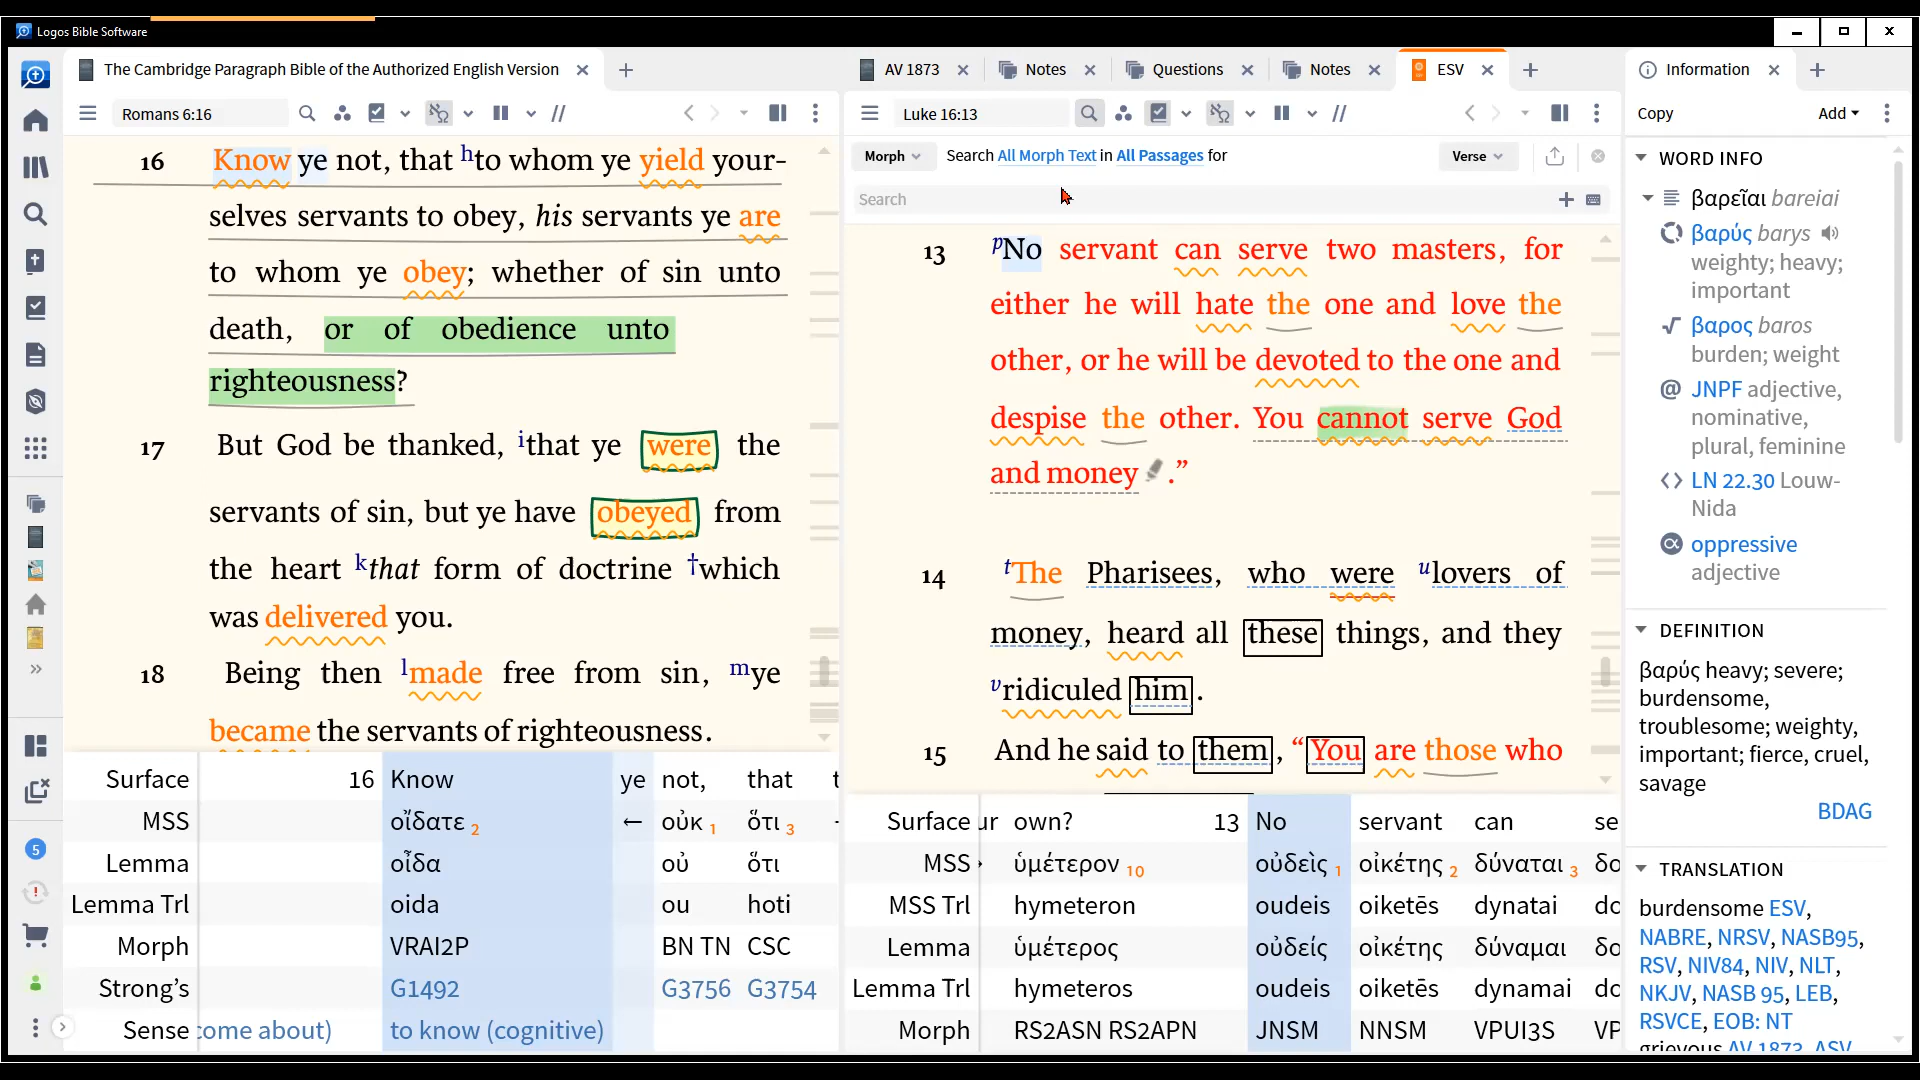 Logos Bible Software
The Cambridge Paragraph Bible of the Authorized English Version
Romans 6:16
16 Know ye not, that hto whom ye yield your-
selves servants to obey, his servants ye are
to whom ye obey; whether of sin unto
death, or of obedience unto
righteousness?
17 But God be thanked, ithat ye were the
servants of sin, but ye have obeyed from
the heart kthat form of doctrine †which
was delivered you.
18 Being then lmade free from sin, mye
became the servants of righteousness.
Surface 16 Know ye not, that t
MSS οἴδατε 2 ← οὐκ 1 ὅτι 3
Lemma οἶδα οὐ ὅτι
Lemma Trl oida ou hoti
Morph VRAI2P BN TN CSC
Strong’s G1492 G3756 G3754
Sense come about) to know (cognitive)
5
AV 1873 Notes Questions Notes ESV
Luke 16:13
Morph Search All Morph Text in All Passages for Verse
Search
13 pNo servant can serve two masters, for
either he will hate the one and love the
other, or he will be devoted to the one and
despise the other. You cannot serve God
and money.”
14 tThe Pharisees, who were ulovers of
money, heard all these things, and they
vridiculed him.
15 And he said to them, “You are those who
Surface ur own? 13 No servant can se
MSS ὑμέτερον 10 οὐδεὶς 1 οἰκέτης 2 δύναται 3 δο
MSS Trl hymeteron oudeis oiketēs dynatai do
Lemma ὑμέτερος οὐδείς οἰκέτης δύναμαι δο
Lemma Trl hymeteros oudeis oiketēs dynamai do
Morph RS2ASN RS2APN JNSM NNSM VPUI3S VP
Information
Copy Add
WORD INFO
βαρεῖαι bareiai
βαρύς barys
weighty; heavy;
important
βαρος baros
burden; weight
JNPF adjective,
nominative,
plural, feminine
LN 22.30 Louw-
Nida
oppressive
adjective
DEFINITION
βαρύς heavy; severe;
burdensome,
troublesome; weighty,
important; fierce, cruel,
savage
BDAG
TRANSLATION
burdensome ESV,
NABRE, NRSV, NASB95,
RSV, NIV84, NIV, NLT,
NKJV, NASB 95, LEB,
RSVCE, EOB: NT
grievous AV 1873, ASV